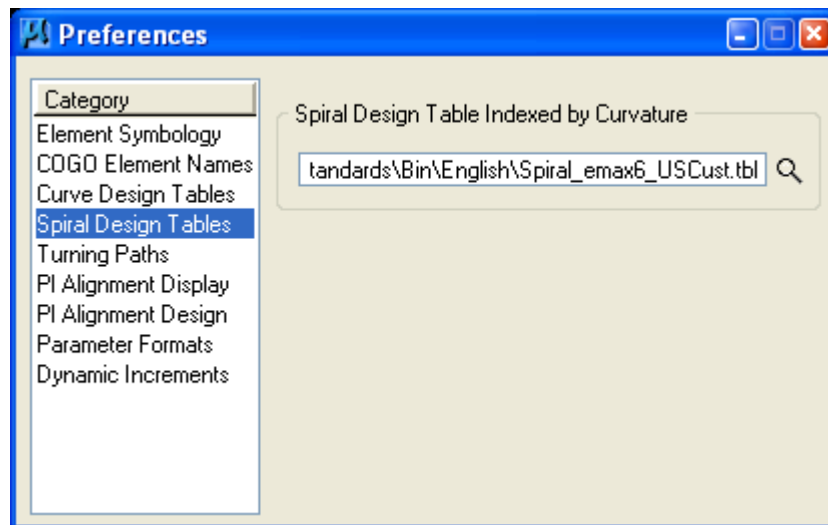 Preferences
Category
Element Symbology
COGO Element Names
Curve Design Tables
Spiral Design Tables
Turning Paths
PI Alignment Display
PI Alignment Design
Parameter Formats
Dynamic Increments
Spiral Design Table Indexed by Curvature
tandards\Bin\English\Spiral_emax6_USCust.tbl